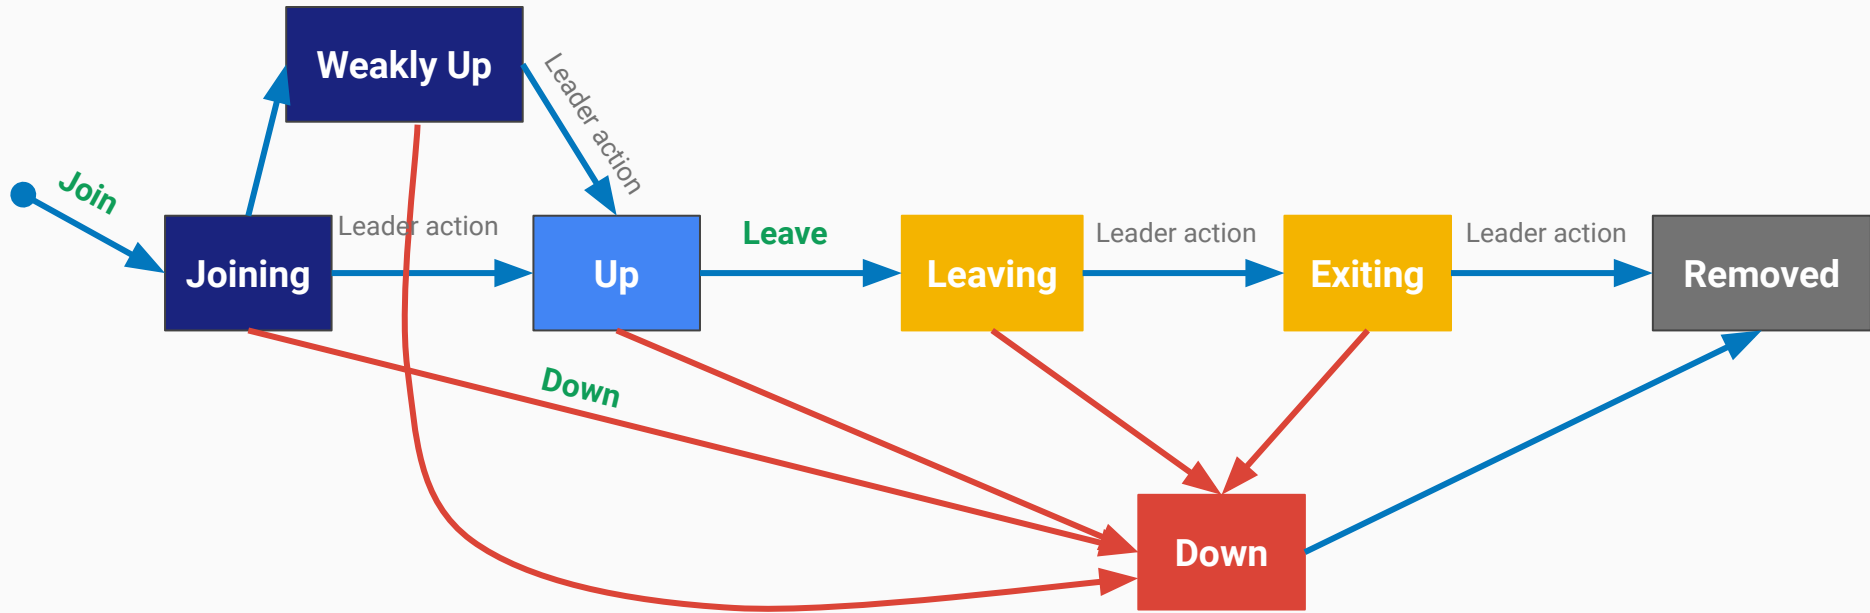 Weakly Up
Leader action
Join
Leader action
Leave
Leader action
Leader action
Joining
Up
Leaving
Exiting
Removed
Down
Down